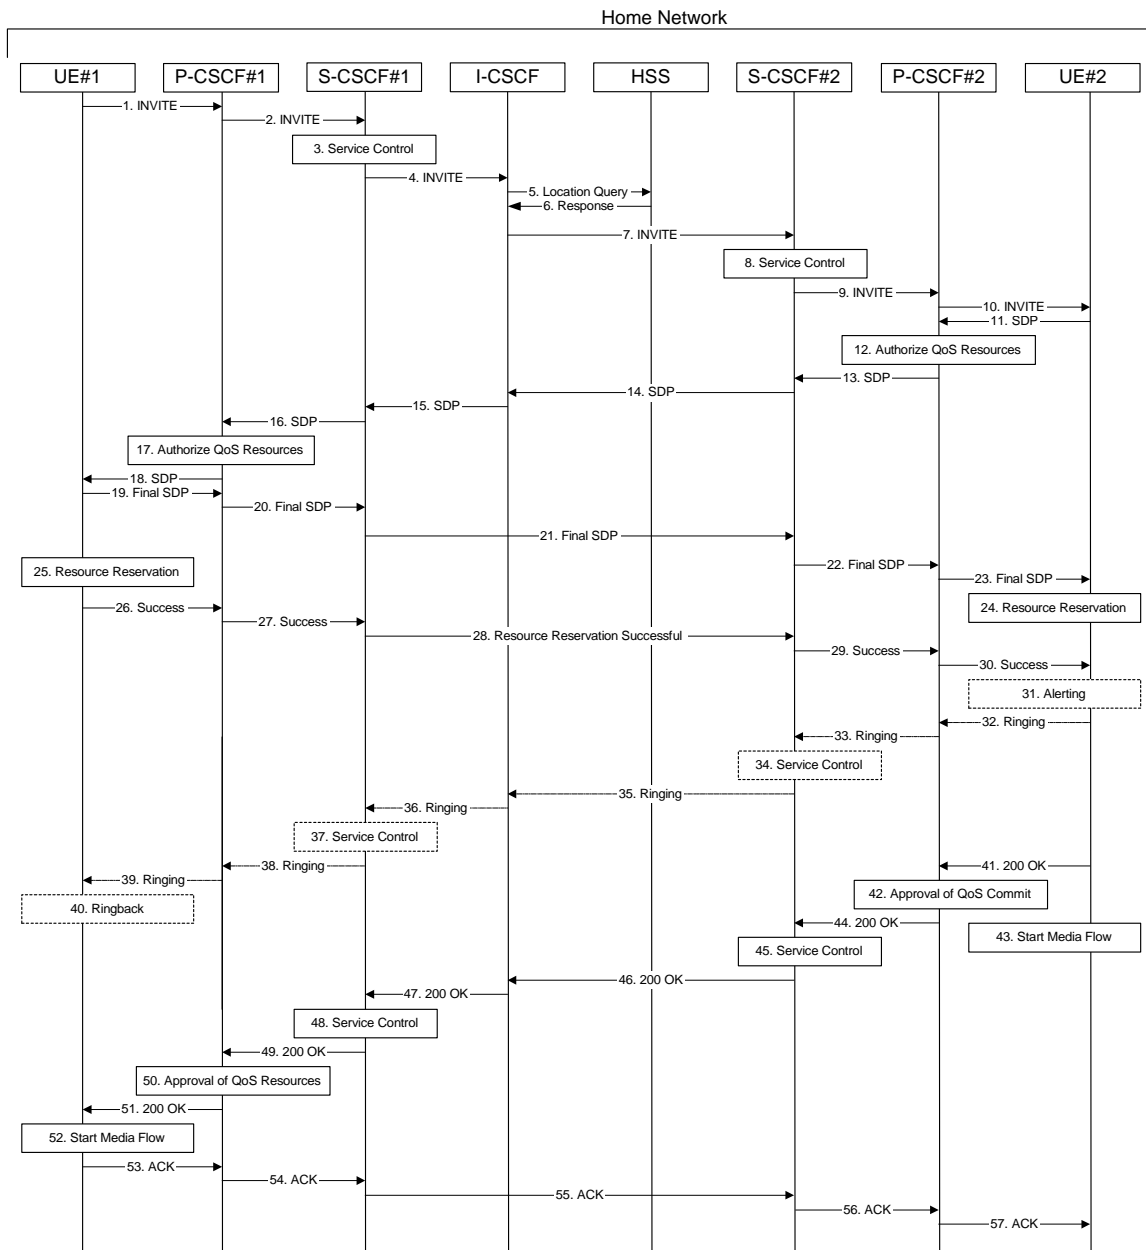 Home Network
UE#1
P-CSCF#1
S-CSCF#1
I-CSCF
HSS
S-CSCF#2
P-CSCF#2
UE#2
1. INVITE
2. INVITE
3. Service Control
4. INVITE
5. Location Query
6. Response
7. INVITE
8. Service Control
9. INVITE
10. INVITE
11. SDP
12. Authorize QoS Resources
13. SDP
14. SDP
15. SDP
16. SDP
17. Authorize QoS Resources
18. SDP
19. Final SDP
20. Final SDP
21. Final SDP
22. Final SDP
23. Final SDP
25. Resource Reservation
24. Resource Reservation
26. Success
27. Success
28. Resource Reservation Successful
29. Success
30. Success
31. Alerting
32. Ringing
33. Ringing
34. Service Control
35. Ringing
36. Ringing
37. Service Control
38. Ringing
41. 200 OK
39. Ringing
42. Approval of QoS Commit
40. Ringback
44. 200 OK
43. Start Media Flow
45. Service Control
46. 200 OK
47. 200 OK
48. Service Control
49. 200 OK
50. Approval of QoS Resources
51. 200 OK
52. Start Media Flow
53. ACK
54. ACK
55. ACK
56. ACK
57. ACK